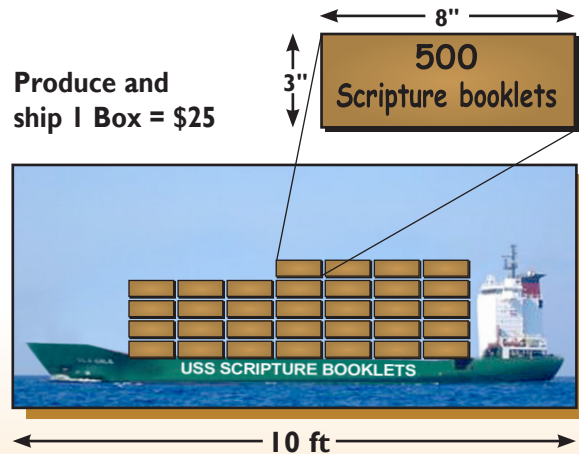 8"
3"
500
Scripture booklets
Produce and
ship 1 Box = $25
USS SCRIPTURE BOOKLETS
10 ft